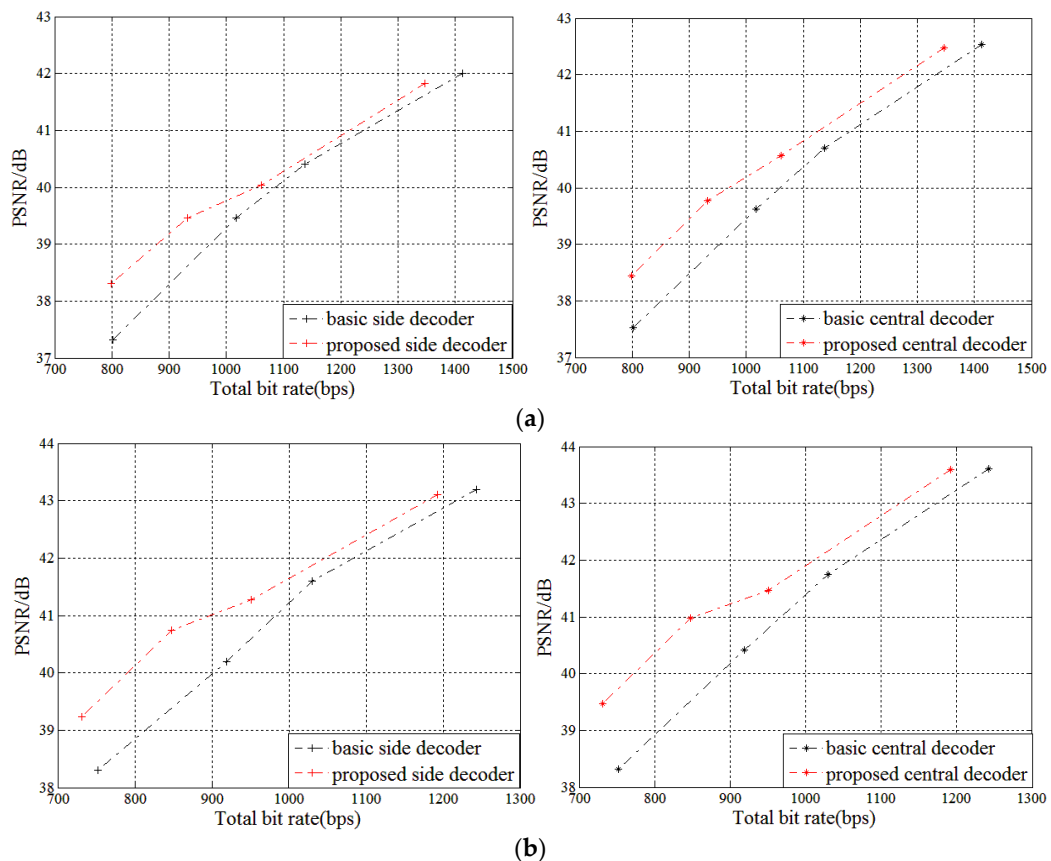 PSNR/dB
43
42
41
40
39
38
37
700 800 900 1000 1100 1200 1300 1400 1500
Total bit rate(bps)
basic side decoder
proposed side decoder
PSNR/dB
43
42
41
40
39
38
37
700 800 900 1000 1100 1200 1300 1400 1500
Total bit rate(bps)
basic central decoder
proposed central decoder
(a)
PSNR/dB
44
43
42
41
40
39
38
700 800 900 1000 1100 1200 1300
Total bit rate(bps)
basic side decoder
proposed side decoder
PSNR/dB
44
43
42
41
40
39
38
700 800 900 1000 1100 1200 1300
Total bit rate(bps)
basic central decoder
proposed central decoder
(b)